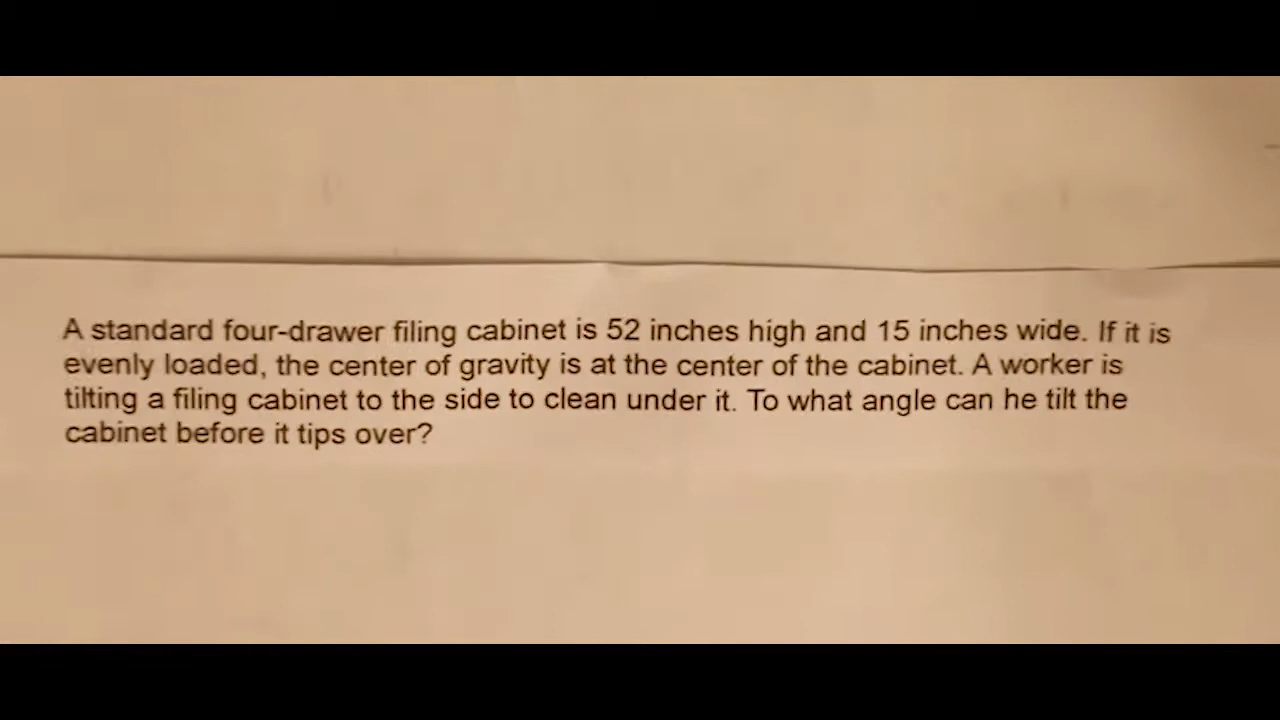 A standard four-drawer filing cabinet is 52 inches high and 15 inches wide. If it is
evenly loaded, the center of gravity is at the center of the cabinet. A worker is
tilting a filing cabinet to the side to clean under it. To what angle can he tilt the
cabinet before it tips over?